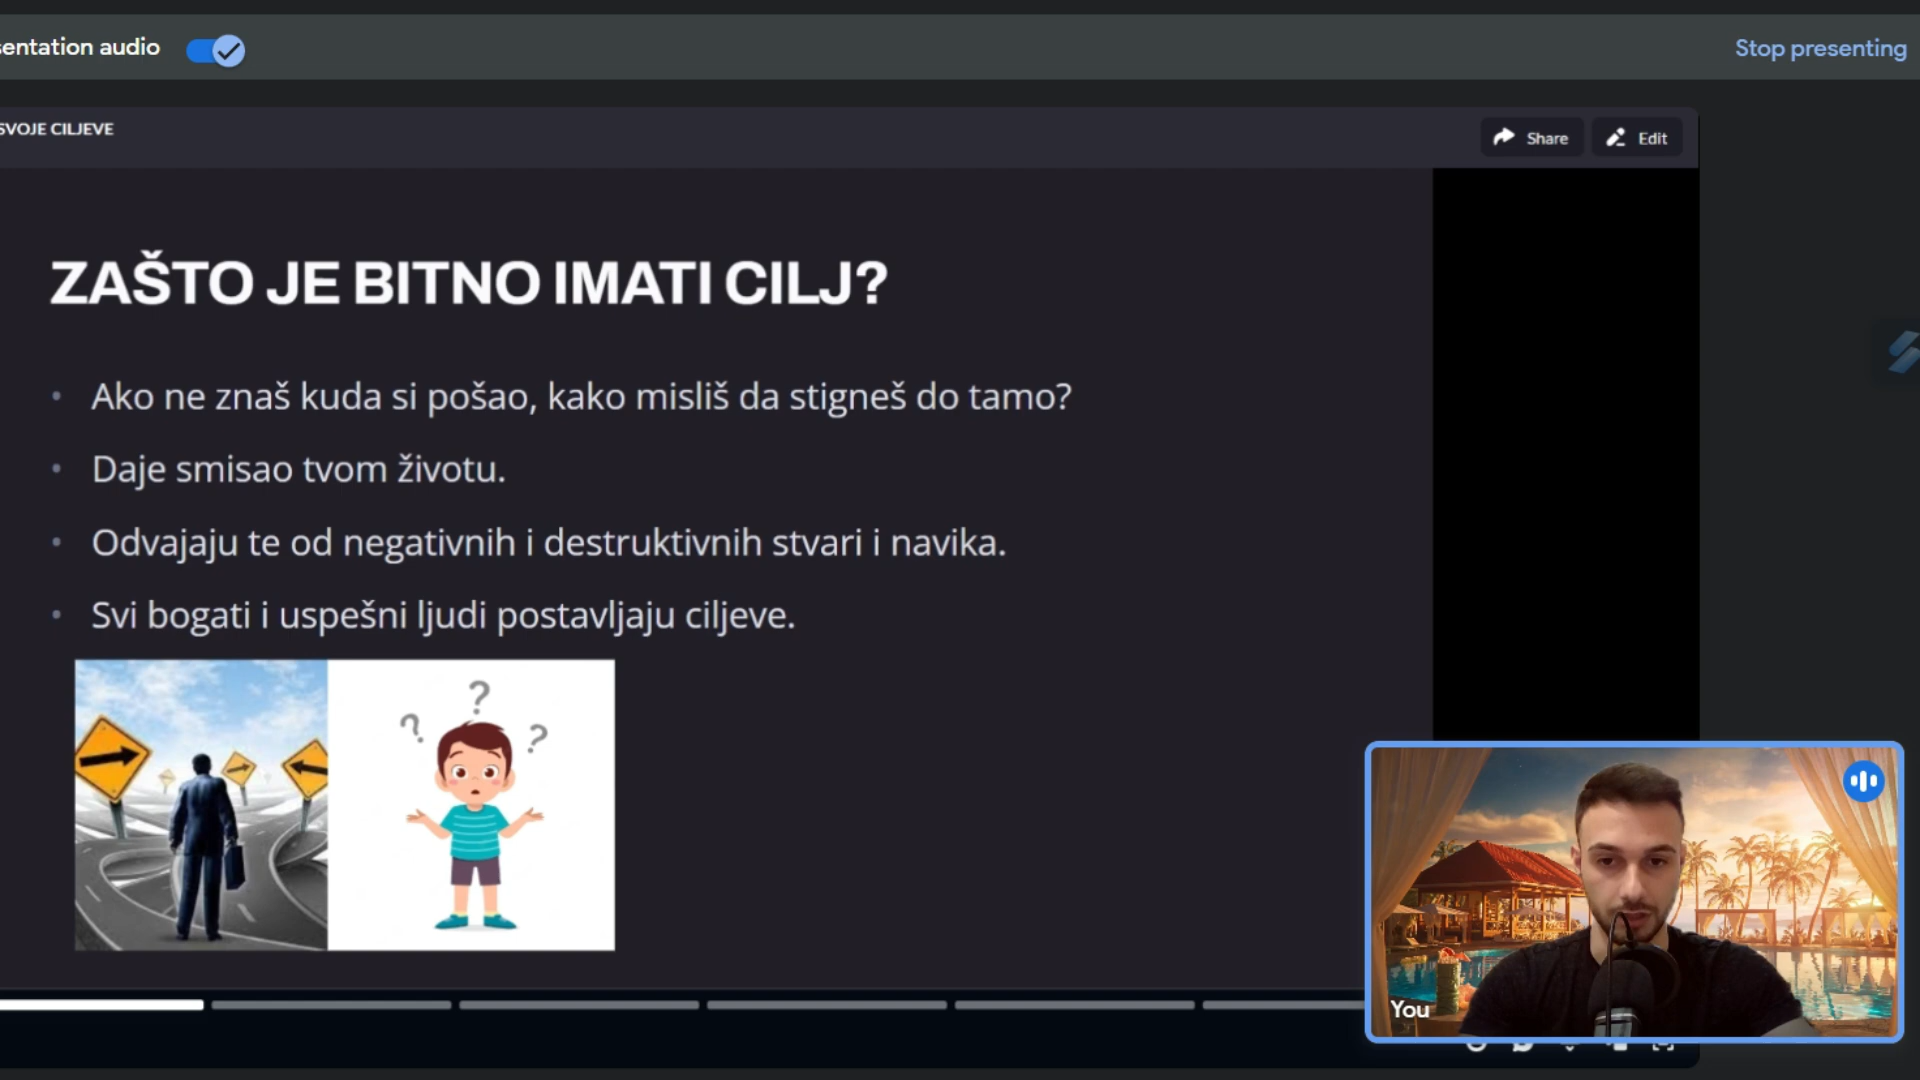 sentation audio
Stop presenting
SVOJE CILJEVE
Share
Edit
ZAŠTO JE BITNO IMATI CILJ?
• Ako ne znaš kuda si pošao, kako misliš da stigneš do tamo?
• Daje smisao tvom životu.
• Odvajaju te od negativnih i destruktivnih stvari i navika.
• Svi bogati i uspešni ljudi postavljaju ciljeve.
? ? ?
You